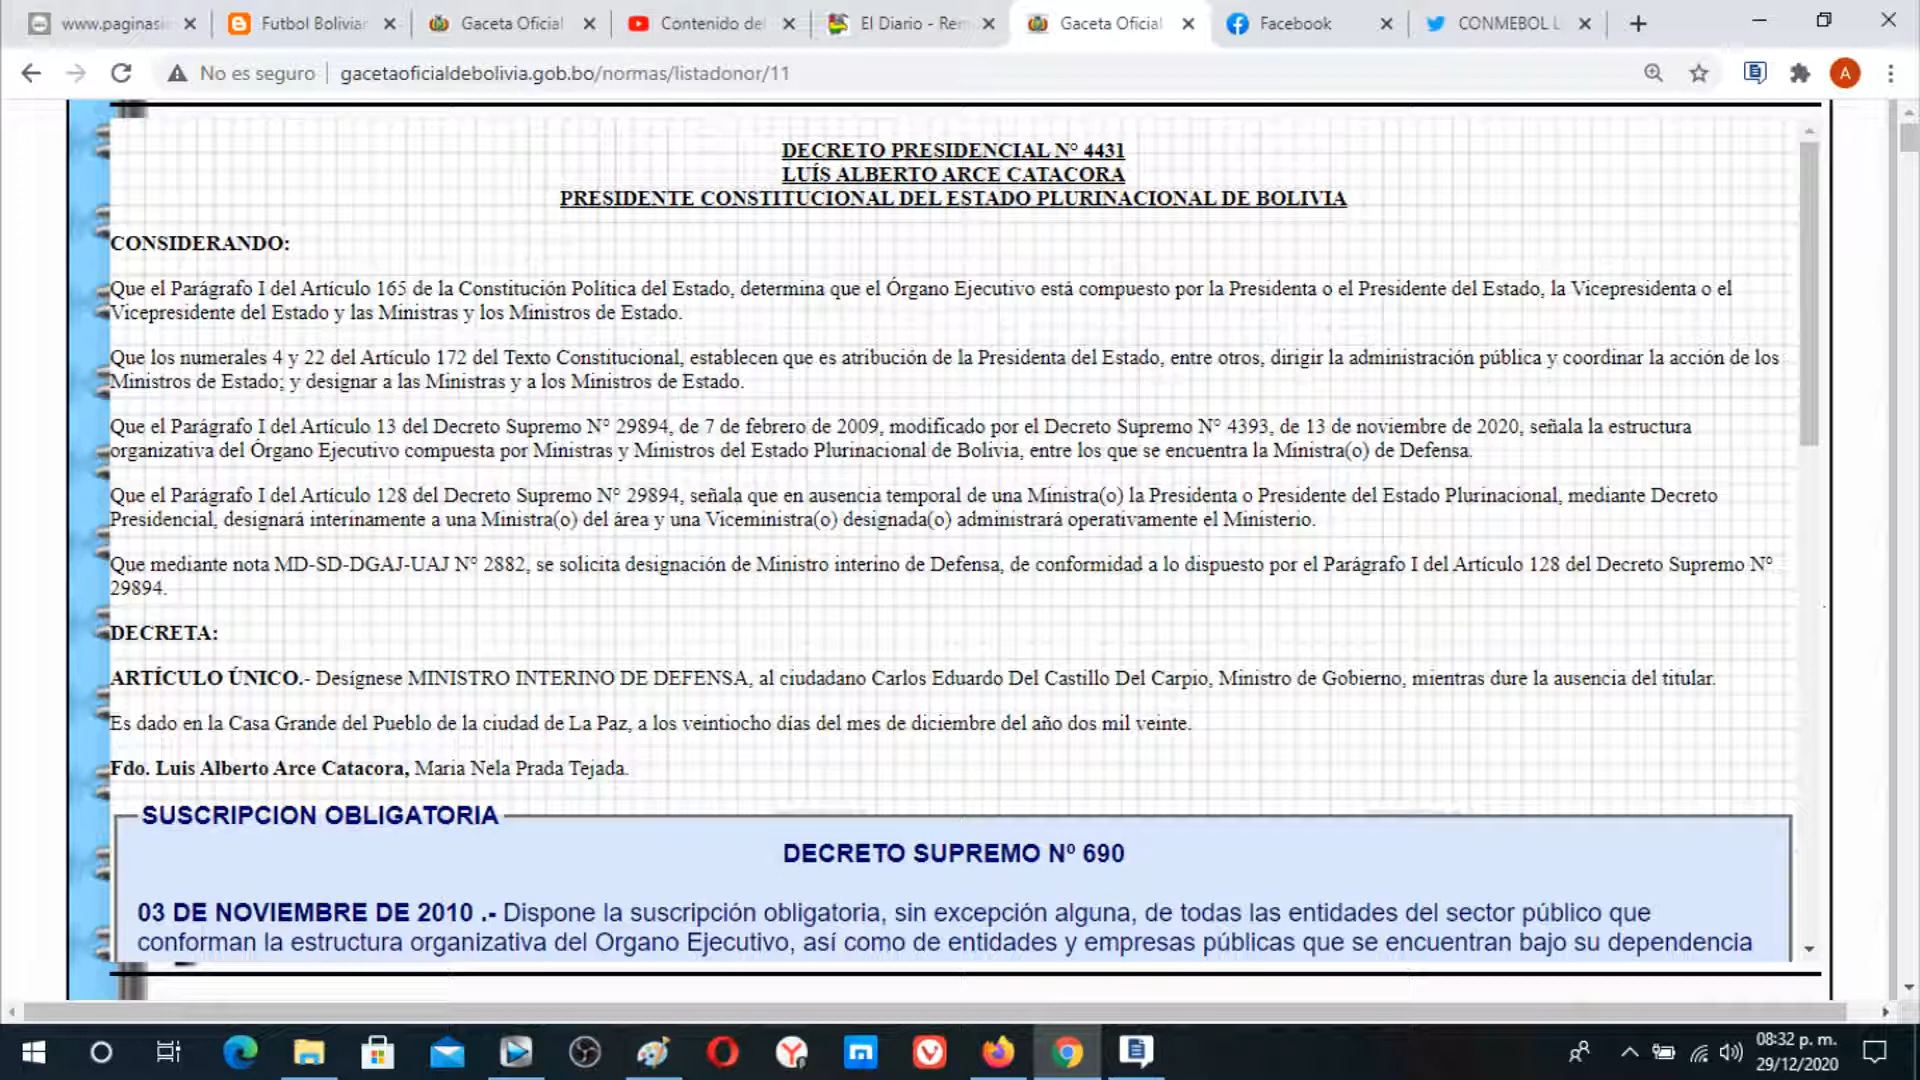 www.paginasi
Futbol Bolivian
Gaceta Oficial
Contenido de
El Diario - Rem
Gaceta Oficial
Facebook
CONMEBOL L
No es seguro
gacetaoficialdebolivia.gob.bo/normas/listadonor/11
A
DECRETO PRESIDENCIAL N° 4431
LUÍS ALBERTO ARCE CATACORA
PRESIDENTE CONSTITUCIONAL DEL ESTADO PLURINACIONAL DE BOLIVIA
CONSIDERANDO:
Que el Parágrafo I del Artículo 165 de la Constitución Política del Estado, determina que el Órgano Ejecutivo está compuesto por la Presidenta o el Presidente del Estado, la Vicepresidenta o el
Vicepresidente del Estado y las Ministras y los Ministros de Estado.
Que los numerales 4 y 22 del Artículo 172 del Texto Constitucional, establecen que es atribución de la Presidenta del Estado, entre otros, dirigir la administración pública y coordinar la acción de los
Ministros de Estado; y designar a las Ministras y a los Ministros de Estado.
Que el Parágrafo I del Artículo 13 del Decreto Supremo N° 29894, de 7 de febrero de 2009, modificado por el Decreto Supremo N° 4393, de 13 de noviembre de 2020, señala la estructura
organizativa del Órgano Ejecutivo compuesta por Ministras y Ministros del Estado Plurinacional de Bolivia, entre los que se encuentra la Ministra(o) de Defensa.
Que el Parágrafo I del Artículo 128 del Decreto Supremo N° 29894, señala que en ausencia temporal de una Ministra(o) la Presidenta o Presidente del Estado Plurinacional, mediante Decreto
Presidencial, designará interinamente a una Ministra(o) del área y una Viceministra(o) designada(o) administrará operativamente el Ministerio.
Que mediante nota MD-SD-DGAJ-UAJ N° 2882, se solicita designación de Ministro interino de Defensa, de conformidad a lo dispuesto por el Parágrafo I del Artículo 128 del Decreto Supremo N°
29894.
DECRETA:
ARTÍCULO ÚNICO.- Desígnese MINISTRO INTERINO DE DEFENSA, al ciudadano Carlos Eduardo Del Castillo Del Carpio, Ministro de Gobierno, mientras dure la ausencia del titular.
Es dado en la Casa Grande del Pueblo de la ciudad de La Paz, a los veintiocho días del mes de diciembre del año dos mil veinte.
Fdo. Luis Alberto Arce Catacora, Maria Nela Prada Tejada.
SUSCRIPCION OBLIGATORIA
DECRETO SUPREMO Nº 690
03 DE NOVIEMBRE DE 2010 .- Dispone la suscripción obligatoria, sin excepción alguna, de todas las entidades del sector público que
conforman la estructura organizativa del Organo Ejecutivo, así como de entidades y empresas públicas que se encuentran bajo su dependencia
08:32 p. m.
29/12/2020